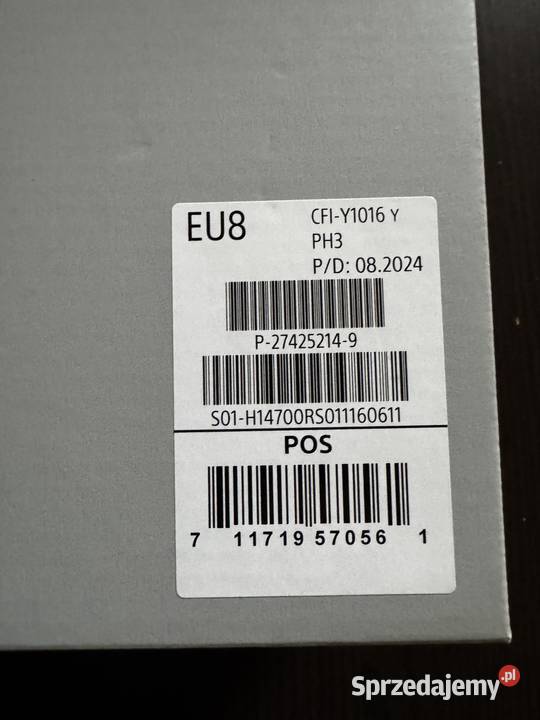 EU8
CFI-Y1016 Y
PH3
P/D: 08.2024
P-27425214-9
S01-H14700RS011160611
POS
7 11719 57056 1
Sprzedajemy.pl